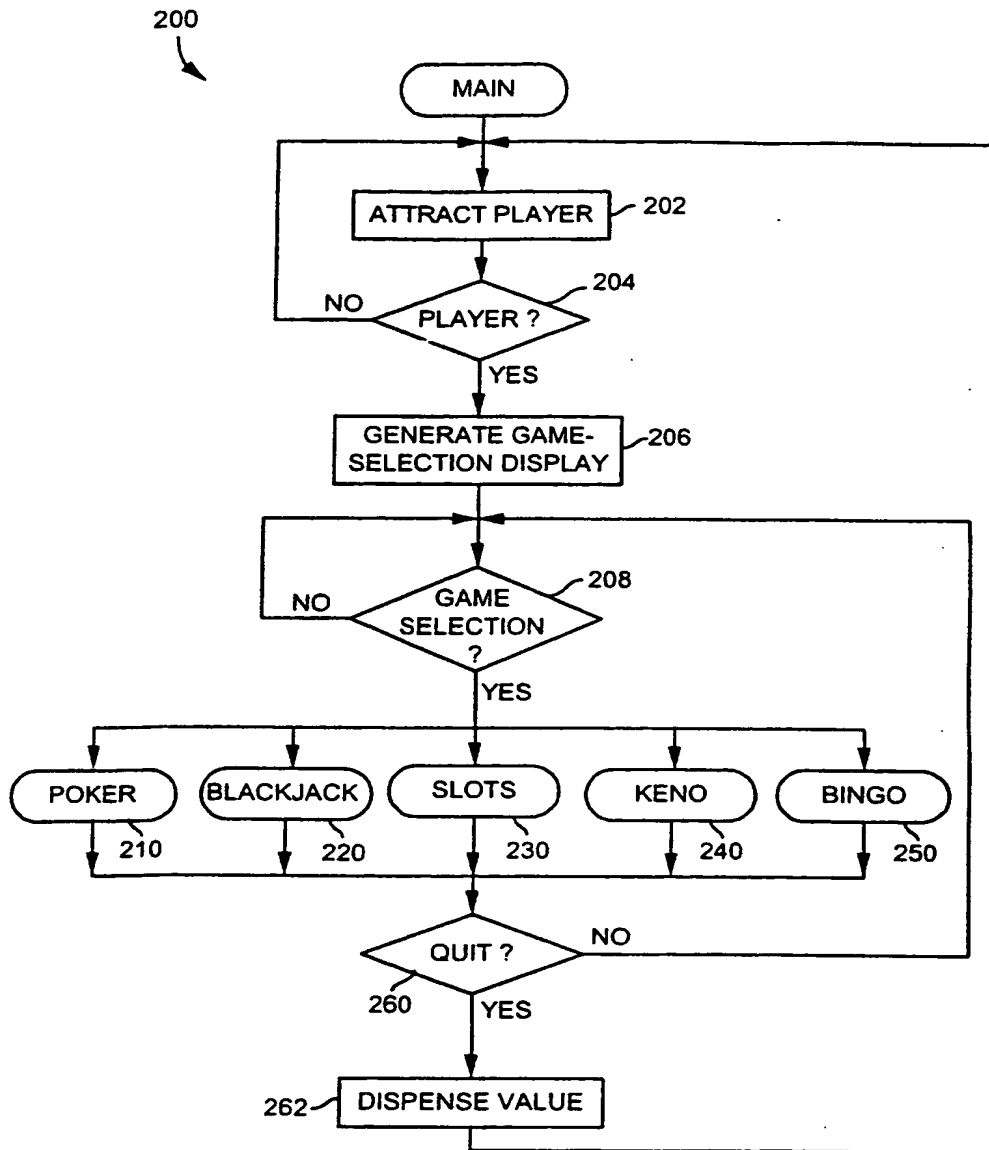 200
MAIN
ATTRACT PLAYER
202
204
NO
PLAYER ?
YES
GENERATE GAME-
SELECTION DISPLAY
206
208
NO
GAME
SELECTION
?
YES
POKER
BLACKJACK
SLOTS
KENO
BINGO
210
220
230
240
250
QUIT ?
NO
260
YES
262
DISPENSE VALUE